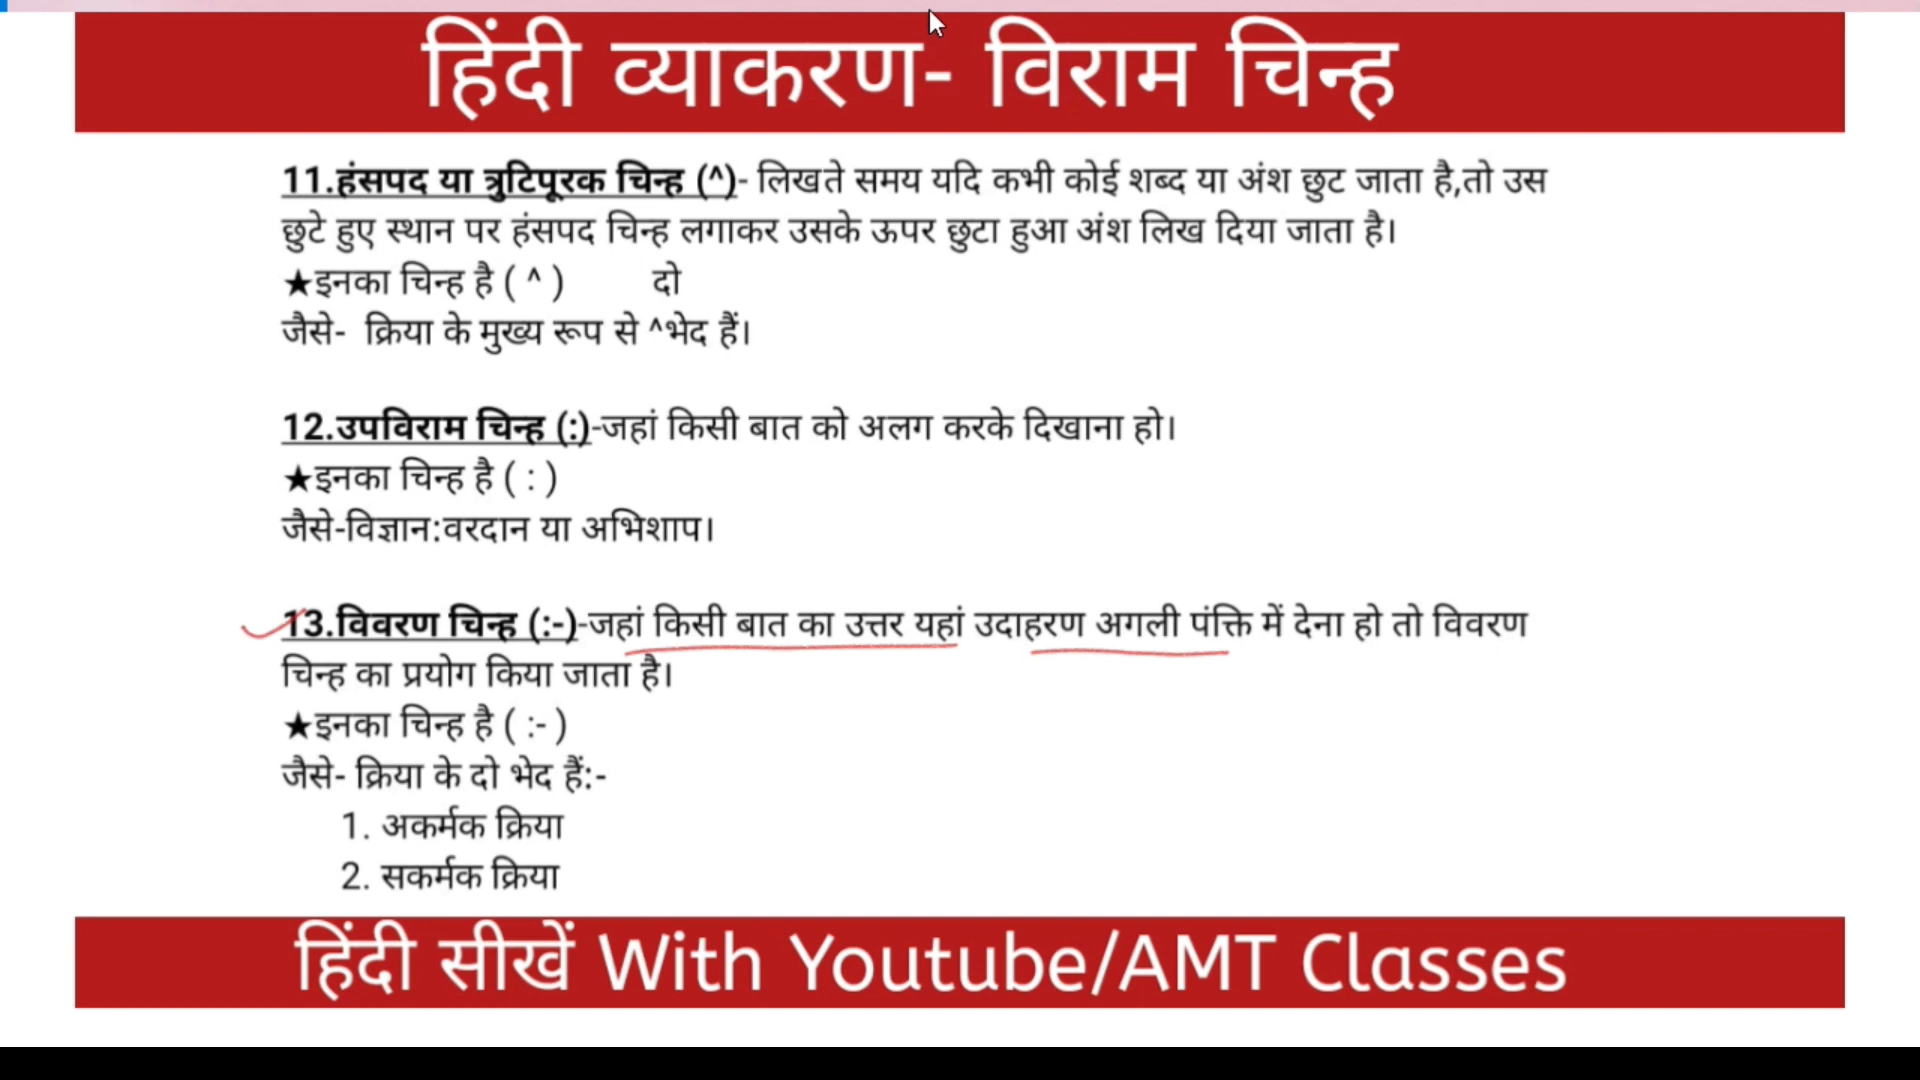 हिंदी व्याकरण- विराम चिन्ह
11.हंसपद या त्रुटिपूरक चिन्ह (^)- लिखते समय यदि कभी कोई शब्द या अंश छुट जाता है,तो उस
छुटे हुए स्थान पर हंसपद चिन्ह लगाकर उसके ऊपर छुटा हुआ अंश लिख दिया जाता है।
★इनका चिन्ह है ( ^ ) दो
जैसे- क्रिया के मुख्य रूप से ^भेद हैं।
12.उपविराम चिन्ह (:)-जहां किसी बात को अलग करके दिखाना हो।
★इनका चिन्ह है ( : )
जैसे-विज्ञान:वरदान या अभिशाप।
13.विवरण चिन्ह (:-)-जहां किसी बात का उत्तर यहां उदाहरण अगली पंक्ति में देना हो तो विवरण
चिन्ह का प्रयोग किया जाता है।
★इनका चिन्ह है ( :- )
जैसे- क्रिया के दो भेद हैं:-
1. अकर्मक क्रिया
2. सकर्मक क्रिया
हिंदी सीखें With Youtube/AMT Classes